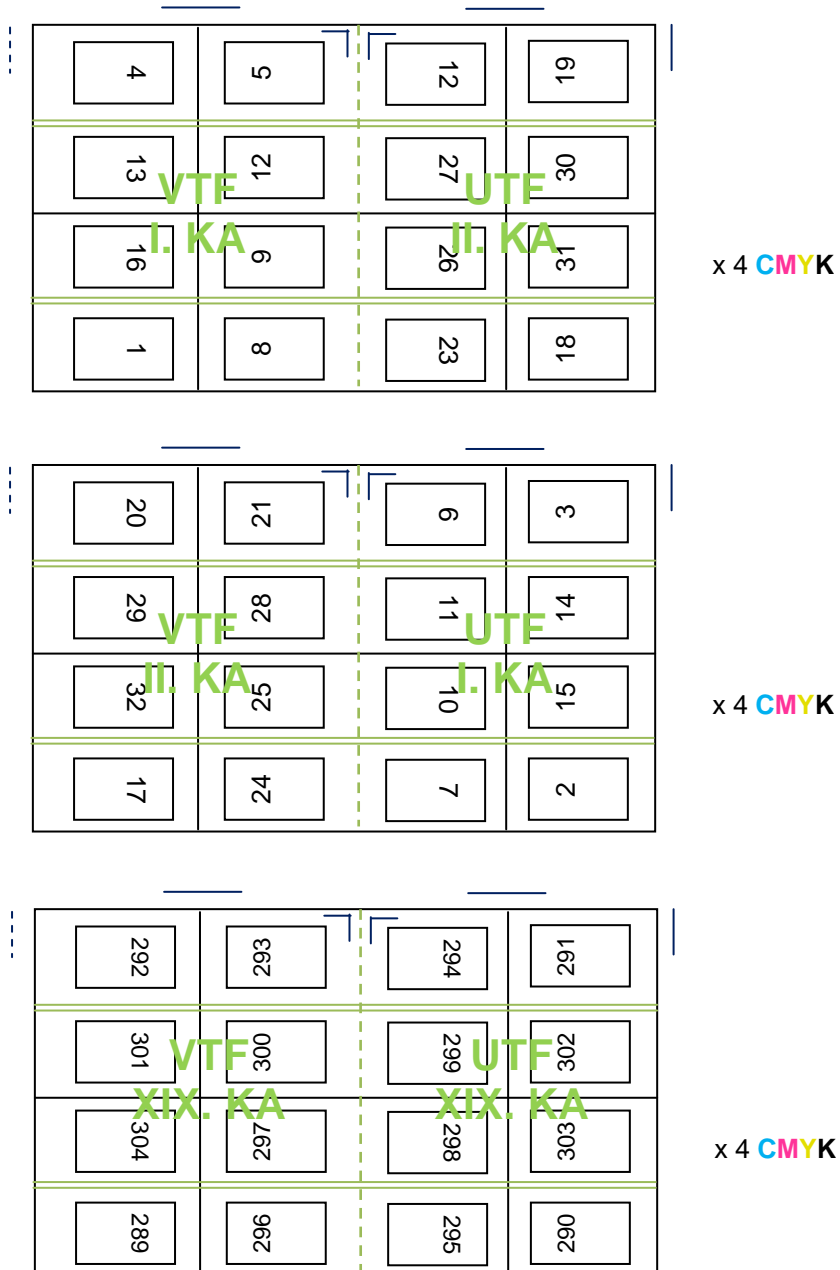 4 5 12 19
13 12 27 30
VTF UTF
I. KA II. KA
16 9 26 31
x 4 CMYK
1 8 23 18
20 21 6 3
29 28 11 14
VTF UTF
II. KA I. KA
32 25 10 15
x 4 CMYK
17 24 7 2
292 293 294 291
301 300 299 302
VTF UTF
XIX. KA XIX. KA
304 297 298 303
x 4 CMYK
289 296 295 290